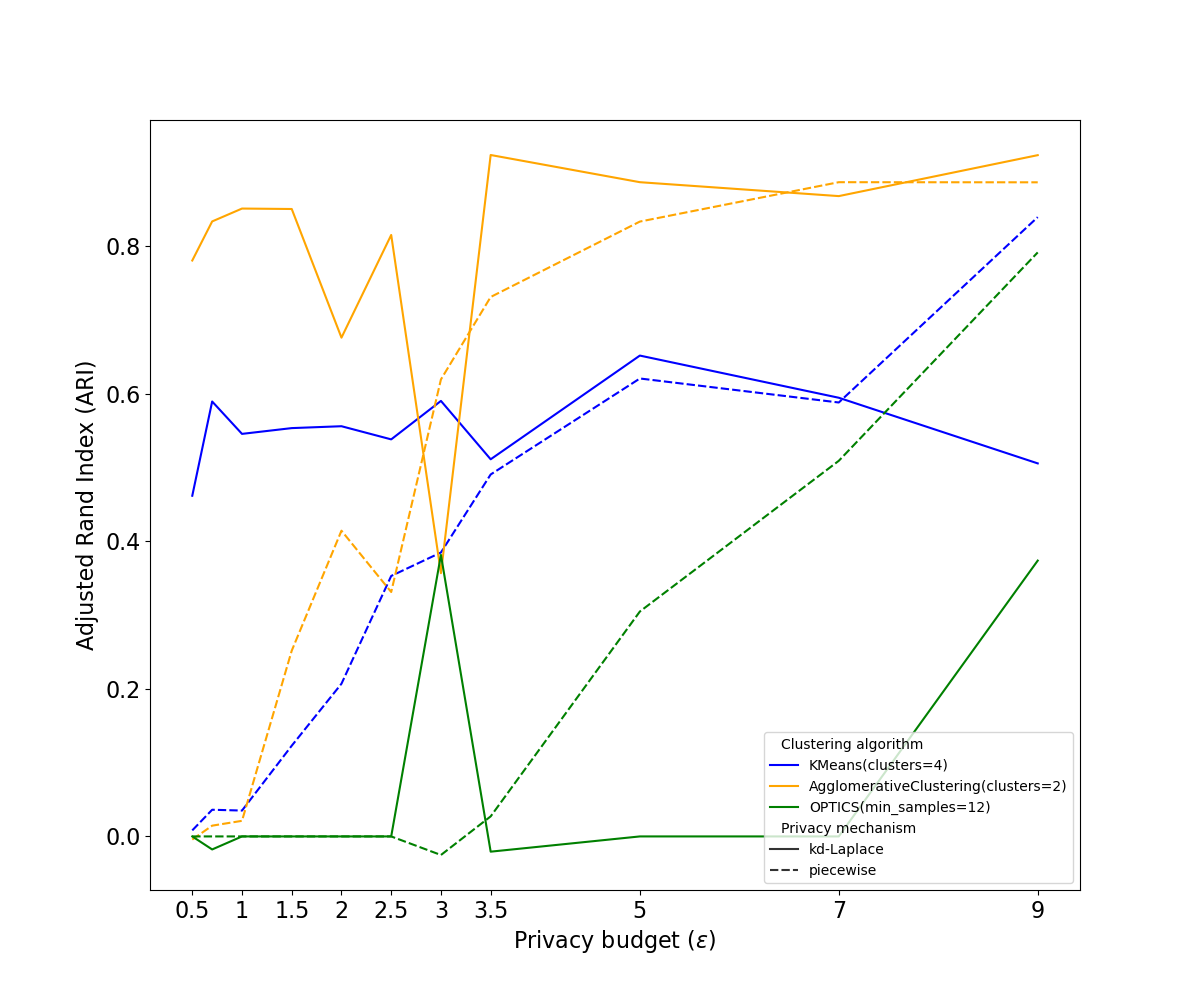 0.8
0.6
0.4
0.2
0.0
Adjusted Rand Index (ARI)
Clustering algorithm
KMeans(clusters=4)
AgglomerativeClustering(clusters=2)
OPTICS(min_samples=12)
Privacy mechanism
kd-Laplace
piecewise
0.5 1 1.5 2 2.5 3 3.5 5 7 9
Privacy budget (ε)